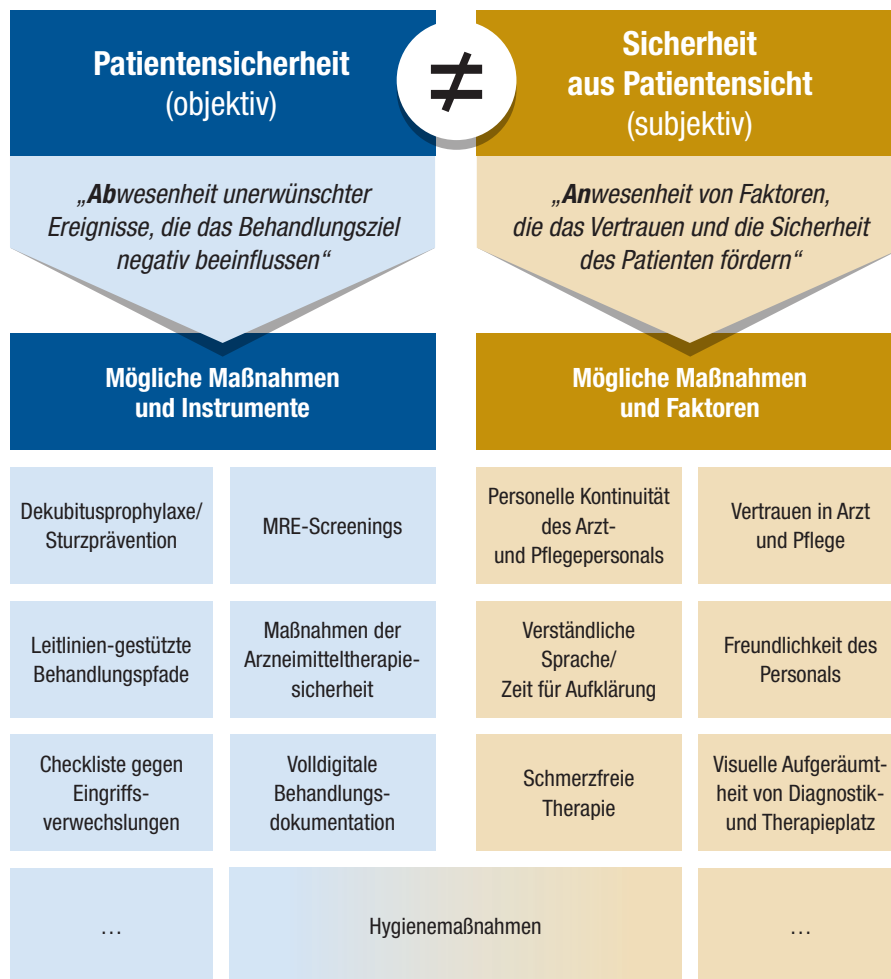 Patientensicherheit
(objektiv)
≠
Sicherheit
aus Patientensicht
(subjektiv)
„Abwesenheit unerwünschter
Ereignisse, die das Behandlungsziel
negativ beeinflussen“
„Anwesenheit von Faktoren,
die das Vertrauen und die Sicherheit
des Patienten fördern“
Mögliche Maßnahmen
und Instrumente
Mögliche Maßnahmen
und Faktoren
Dekubitusprophylaxe/
Sturzprävention
MRE-Screenings
Personelle Kontinuität
des Arzt-
und Pflegepersonals
Vertrauen in Arzt
und Pflege
Leitlinien-gestützte
Behandlungspfade
Maßnahmen der
Arzneimitteltherapie-
sicherheit
Verständliche
Sprache/
Zeit für Aufklärung
Freundlichkeit des
Personals
Checkliste gegen
Eingriffs-
verwechslungen
Volldigitale
Behandlungs-
dokumentation
Schmerzfreie
Therapie
Visuelle Aufgeräumt-
heit von Diagnostik-
und Therapieplatz
...
Hygienemaßnahmen
...